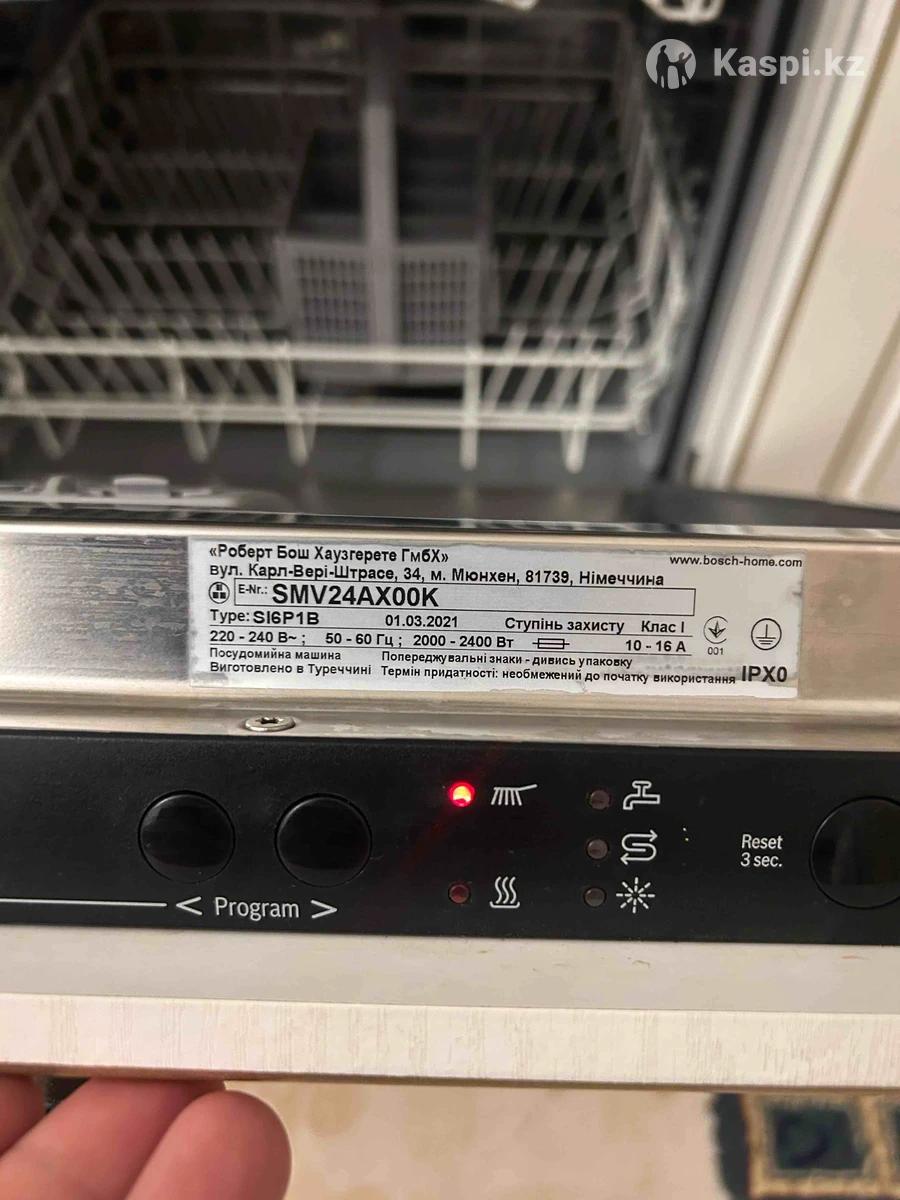 Kaspi.kz
«Роберт Бош Хаузгерете ГмбХ»
www.bosch-home.com
вул. Карл-Вері-Штрасе, 34, м. Мюнхен, 81739, Німеччина
E-Nr.: SMV24AX00K
Type: SI6P1B 01.03.2021 Ступінь захисту Клас I
220 - 240 В~ ; 50 - 60 Гц ; 2000 - 2400 Вт 10 - 16 A
001
Посудомийна машина Попереджувальні знаки - дивись упаковку
Виготовлено в Туреччині Термін придатності: необмежений до початку використання IPX0
Reset
3 sec.
< Program >